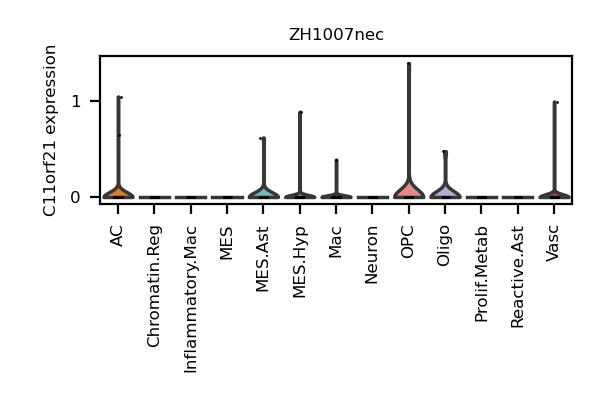 ZH1007nec
C11orf21 expression
1
0
AC
Chromatin.Reg
Inflammatory.Mac
MES
MES.Ast
MES.Hyp
Mac
Neuron
OPC
Oligo
Prolif.Metab
Reactive.Ast
Vasc